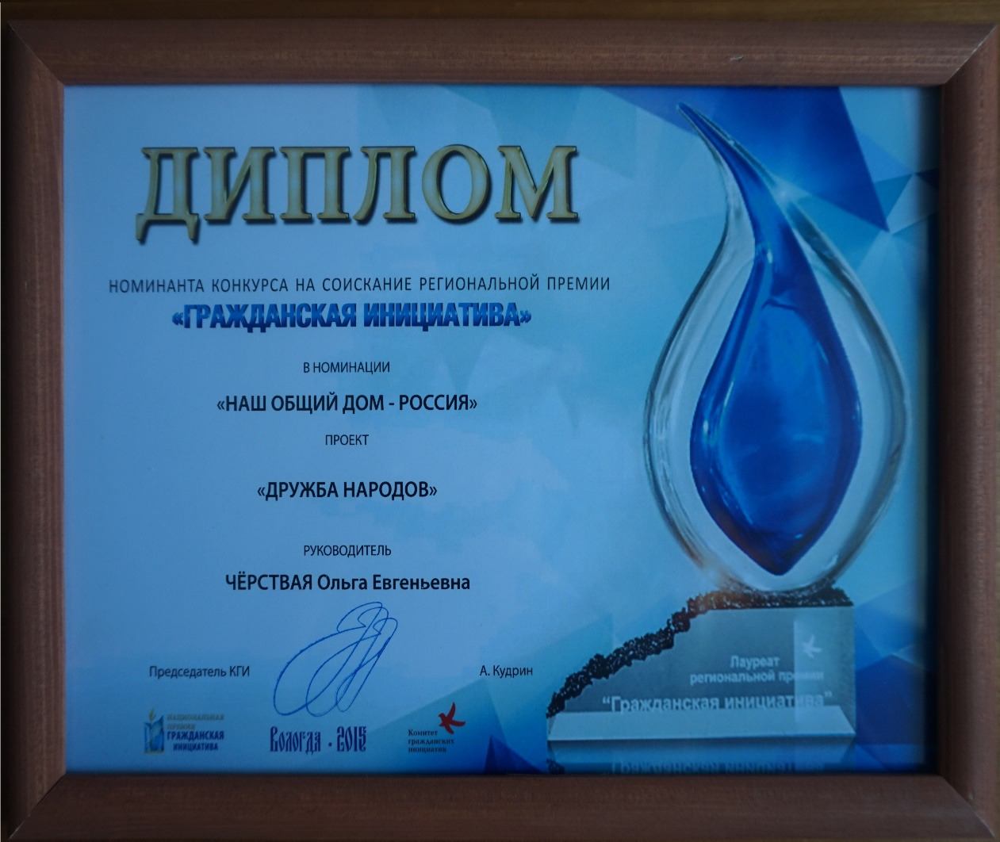 ДИПЛОМ
НОМИНАНТА КОНКУРСА НА СОИСКАНИЕ РЕГИОНАЛЬНОЙ ПРЕМИИ
«ГРАЖДАНСКАЯ ИНИЦИАТИВА»
В НОМИНАЦИИ
«НАШ ОБЩИЙ ДОМ - РОССИЯ»
ПРОЕКТ
«ДРУЖБА НАРОДОВ»
РУКОВОДИТЕЛЬ
ЧЁРСТВАЯ Ольга Евгеньевна
Председатель КГИ
А. Кудрин
НАЦИОНАЛЬНАЯ
ПРЕМИЯ
ГРАЖДАНСКАЯ
ИНИЦИАТИВА
Вологда . 2015
Комитет
гражданских
инициатив
Лауреат
региональной премии
“Гражданская инициатива”